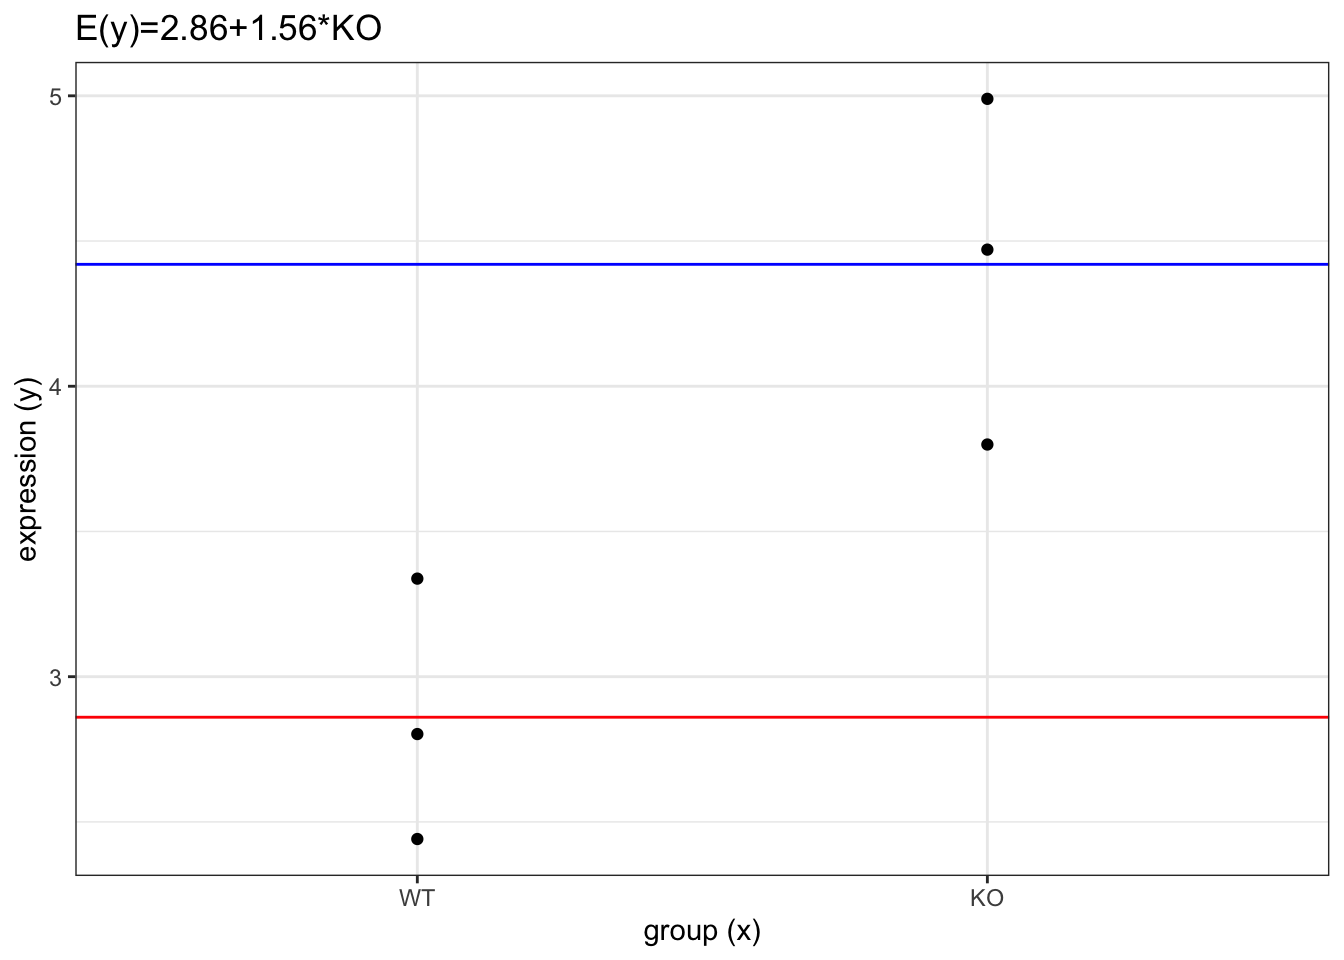 E(y)=2.86+1.56*KO
5
4
3
expression (y)
WT
KO
group (x)